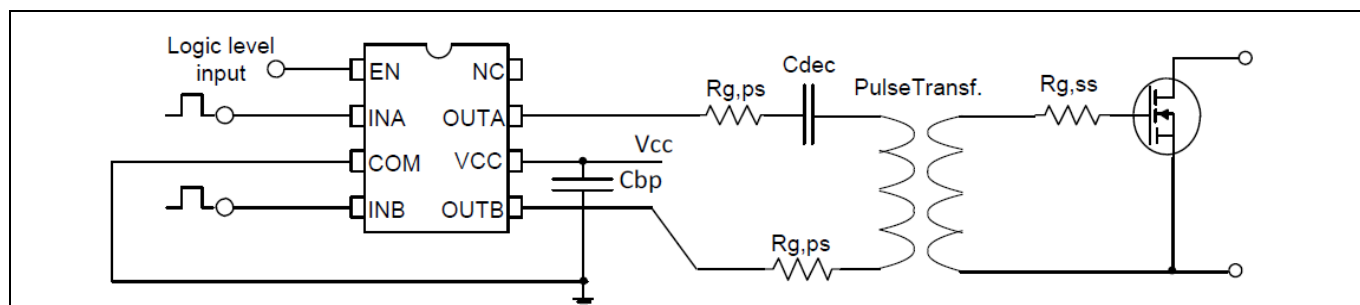 Logic level
input
EN
NC
INA
OUTA
COM
VCC
INB
OUTB
Vcc
Cbp
Rg,ps
Cdec
PulseTransf.
Rg,ss
Rg,ps